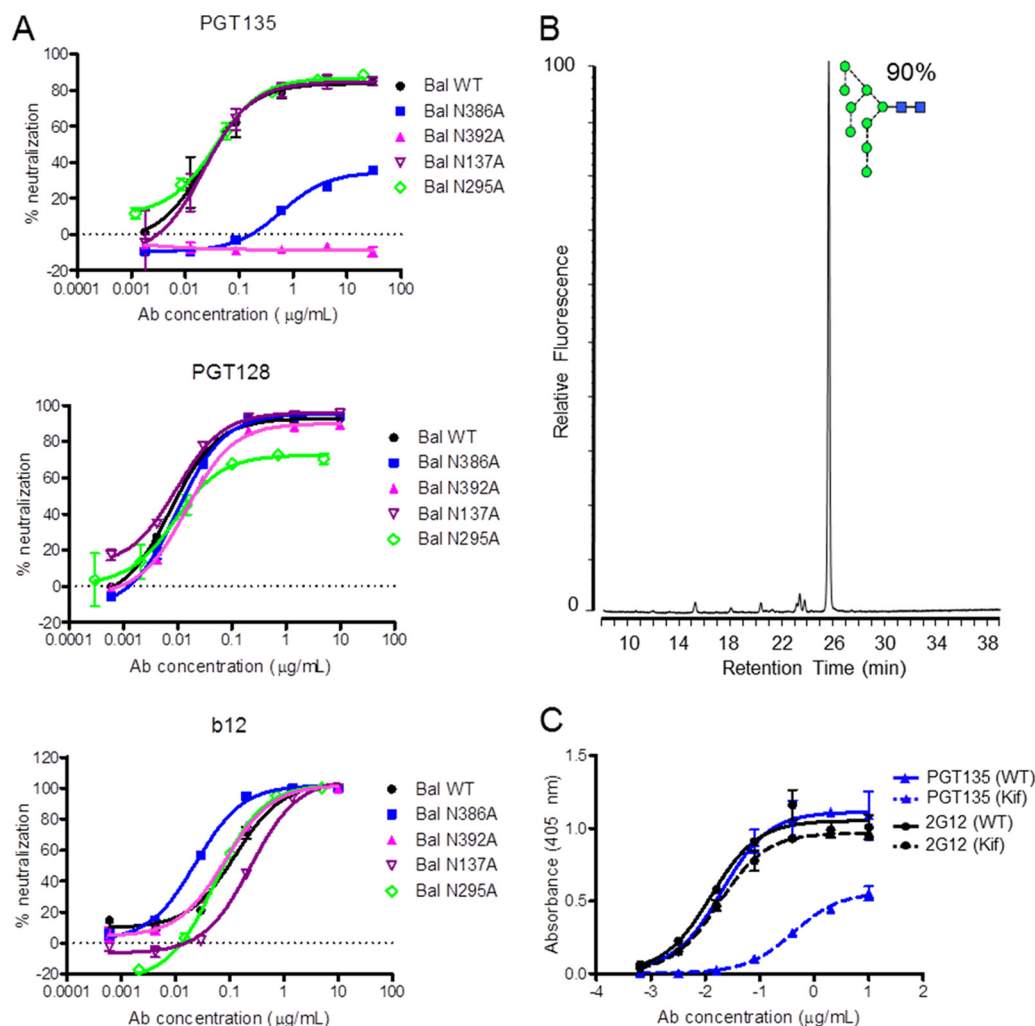 A
PGT135
100
80
60
40
20
0
-20
% neutralization
0.0001 0.001 0.01 0.1 1 10 100
Ab concentration ( μg/mL)
Bal WT
Bal N386A
Bal N392A
Bal N137A
Bal N295A
PGT128
100
80
60
40
20
0
-20
% neutralization
0.0001 0.001 0.01 0.1 1 10 100
Ab concentration ( μg/mL)
Bal WT
Bal N386A
Bal N392A
Bal N137A
Bal N295A
b12
120
100
80
60
40
20
0
-20
% neutralization
0.0001 0.001 0.01 0.1 1 10 100
Ab concentration ( μg/mL)
Bal WT
Bal N386A
Bal N392A
Bal N137A
Bal N295A
B
100
90%
Relative Fluorescence
0
10 14 18 22 26 30 34 38
Retention Time (min)
C
1.5
1.0
0.5
0.0
Absorbance (405 nm)
-4 -3 -2 -1 0 1 2
Ab concentration (μg/mL)
PGT135 (WT)
PGT135 (Kif)
2G12 (WT)
2G12 (Kif)